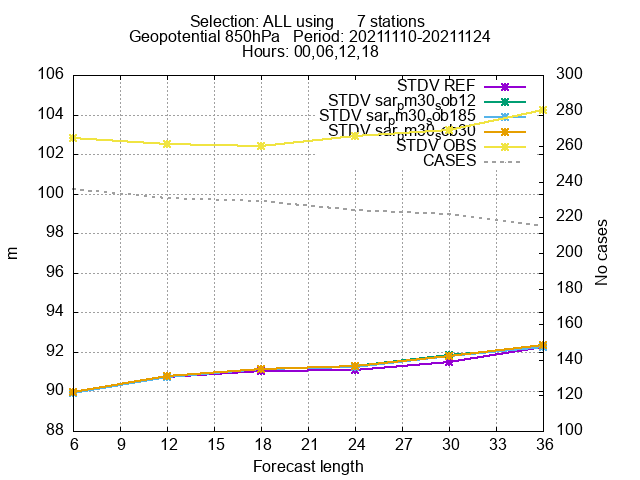 Selection: ALL using     7 stations
Geopotential 850hPa   Period: 20211110-20211124
Hours: 00,06,12,18
106 300
STDV REF
STDV sarpm30sob12
104 280
STDV sarpm30sob185
STDV sarpm30sob30
STDV OBS
102 260
CASES
100 240
98 220
m
No cases
96 200
94 180
92 160
90 140
88 120
100
6 9 12 15 18 21 24 27 30 33 36
Forecast length